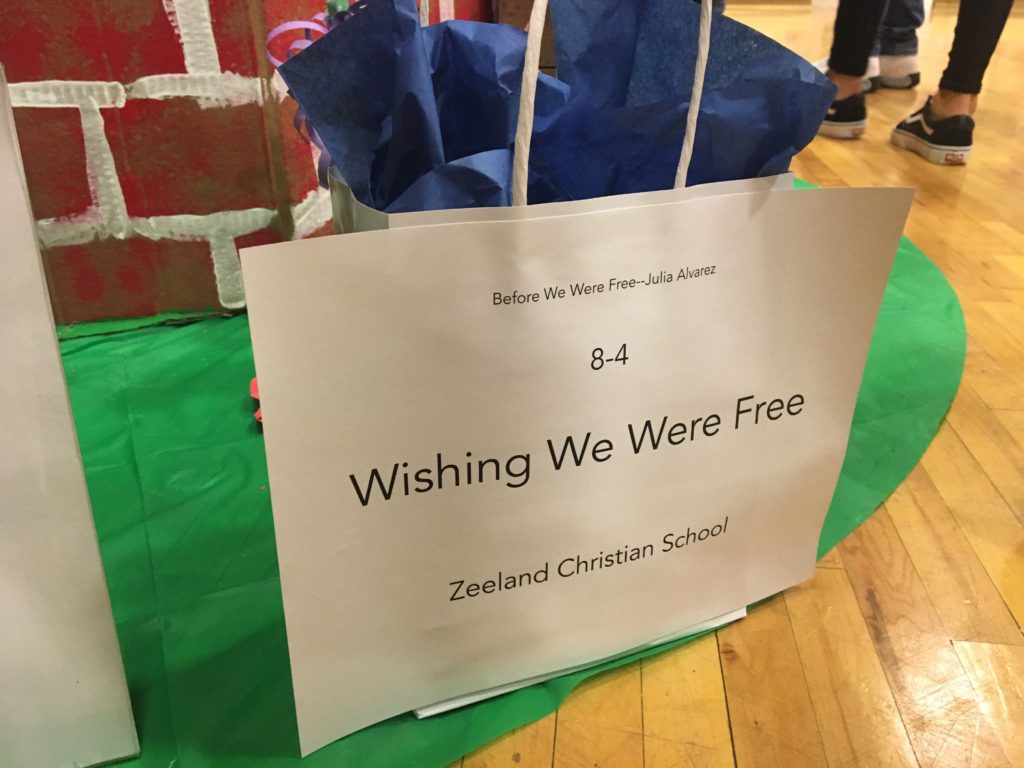 Before We Were Free--Julia Alvarez
8-4
Wishing We Were Free
Zeeland Christian School